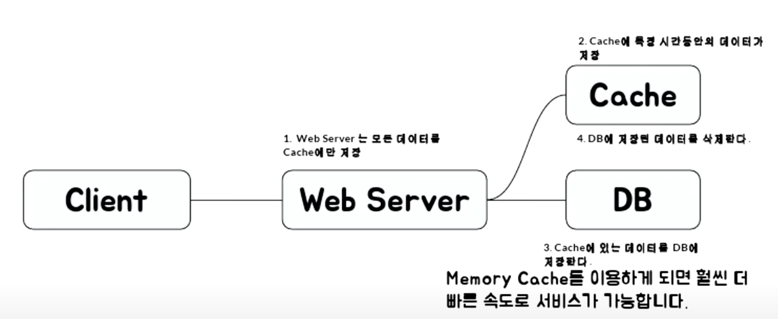 2. Cache에 특정 시간동안의 데이터가
저장
Cache
1. Web Server 는 모든 데이터를
Cache에만 저장
4. DB에 저장된 데이터를 삭제한다.
Client
Web Server
DB
3. Cache에 있는 데이터를 DB에
저장한다.
Memory Cache를 이용하게 되면 훨씬 더
빠른 속도로 서비스가 가능합니다.